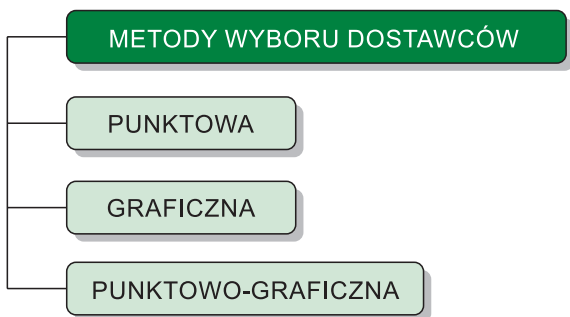 METODY WYBORU DOSTAWCÓW
PUNKTOWA
GRAFICZNA
PUNKTOWO-GRAFICZNA